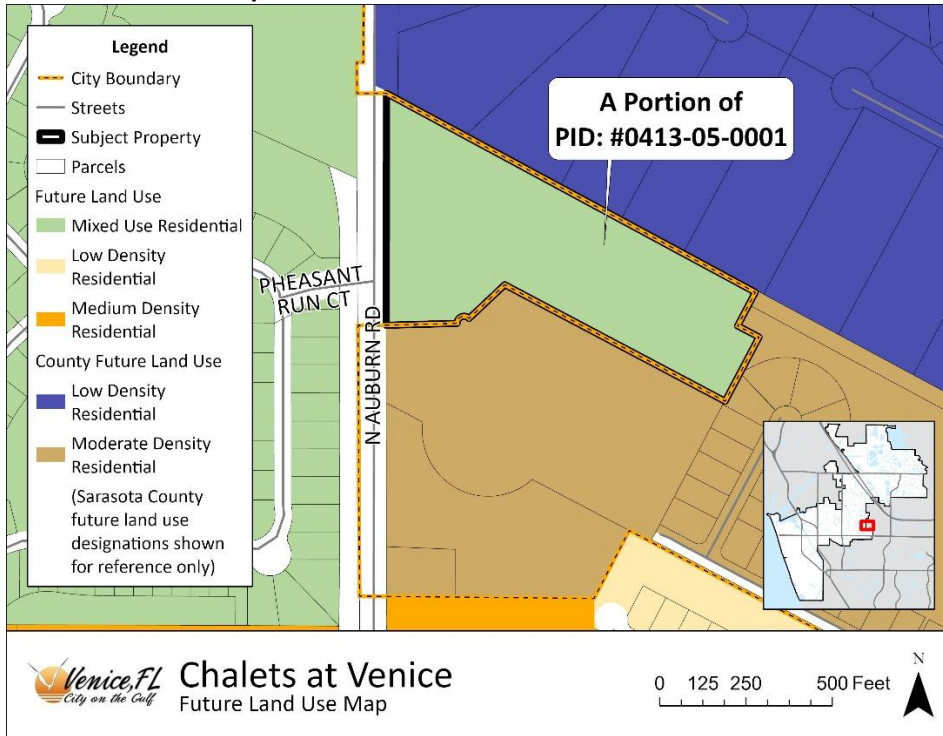 Legend
City Boundary
Streets
Subject Property
Parcels
Future Land Use
Mixed Use Residential
Low Density
Residential
Medium Density
Residential
County Future Land Use
Low Density
Residential
Moderate Density
Residential
(Sarasota County
future land use
designations shown
for reference only)
A Portion of
PID: #0413-05-0001
PHEASANT
RUN CT
N AUBURN RD
Venice, FL
City on the Gulf
Chalets at Venice
Future Land Use Map
0 125 250 500 Feet
N